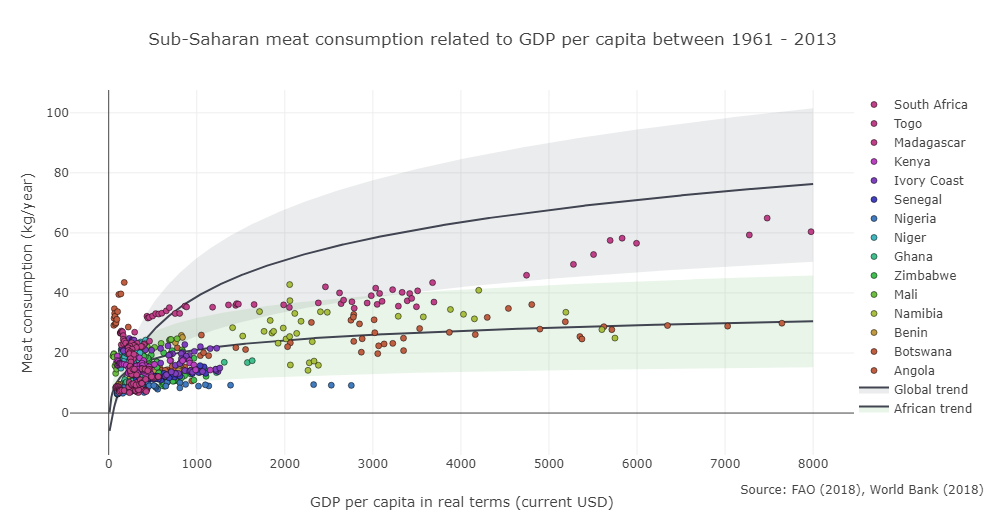 Sub-Saharan meat consumption related to GDP per capita between 1961 - 2013
Meat consumption (kg/year)
100
80
60
40
20
0
0 1000 2000 3000 4000 5000 6000 7000 8000
GDP per capita in real terms (current USD)
South Africa
Togo
Madagascar
Kenya
Ivory Coast
Senegal
Nigeria
Niger
Ghana
Zimbabwe
Mali
Namibia
Benin
Botswana
Angola
Global trend
African trend
Source: FAO (2018), World Bank (2018)